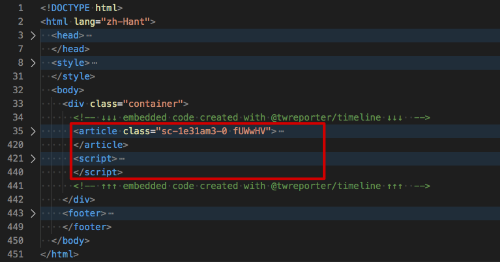 1 <!DOCTYPE html>
2 <html lang="zh-Hant">
3 > <head>⋯
7 </head>
8 > <style>⋯
31 </style>
32 <body>
33 <div class="container">
34 <!-- ↓↓↓ embedded code created with @twreporter/timeline ↓↓↓ -->
35 > <article class="sc-1e31am3-0 fUWwHV">⋯
420 </article>
421 > <script>⋯
440 </script>
441 <!-- ↑↑↑ embedded code created with @twreporter/timeline ↑↑↑ -->
442 </div>
443 > <footer>⋯
449 </footer>
450 </body>
451 </html>